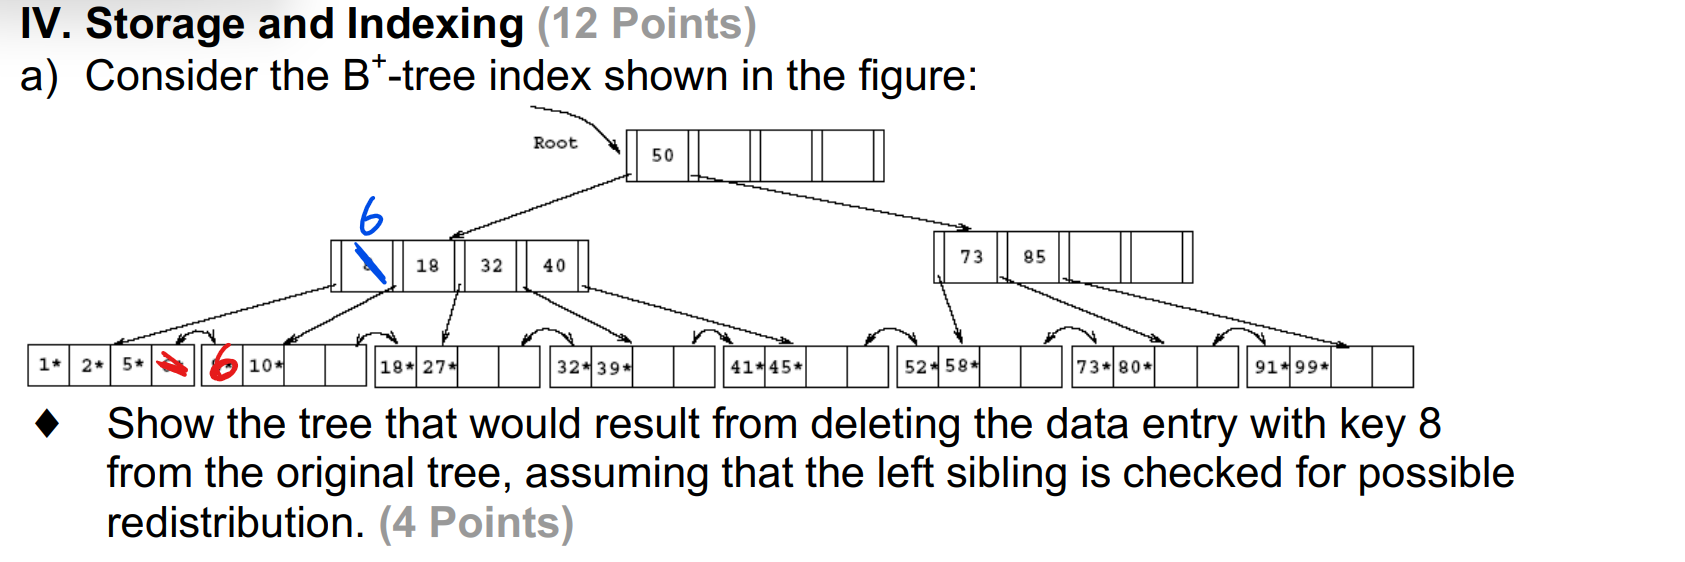 IV. Storage and Indexing (12 Points)
a) Consider the B+-tree index shown in the figure:
Root
50
6
18 32 40
73 85
1* 2* 5* 6 10* 18* 27* 32* 39* 41* 45* 52* 58* 73* 80* 91* 99*
♦ Show the tree that would result from deleting the data entry with key 8
from the original tree, assuming that the left sibling is checked for possible
redistribution. (4 Points)